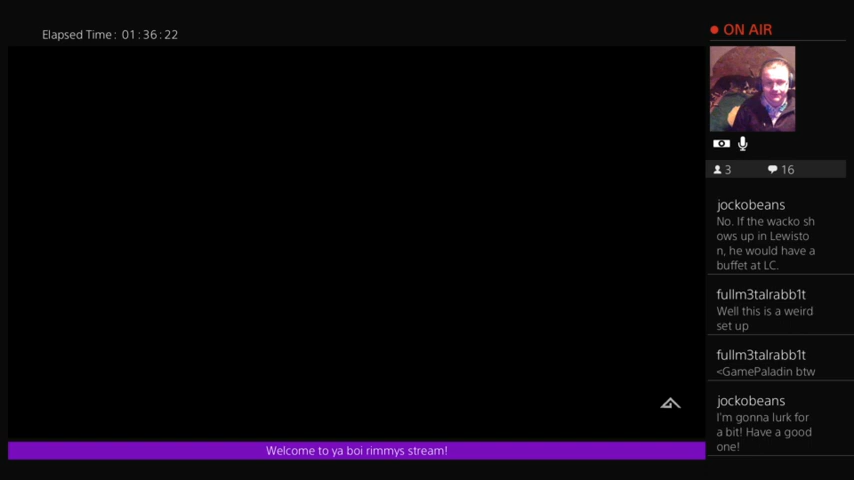 Elapsed Time: 01:36:22
ON AIR
3 16
jockobeans
No. If the wacko sh
ows up in Lewisto
n, he would have a
buffet at LC.
fullm3talrabb1t
Well this is a weird
set up
fullm3talrabb1t
<GamePaladin btw
jockobeans
I'm gonna lurk for
a bit! Have a good
one!
Welcome to ya boi rimmys stream!